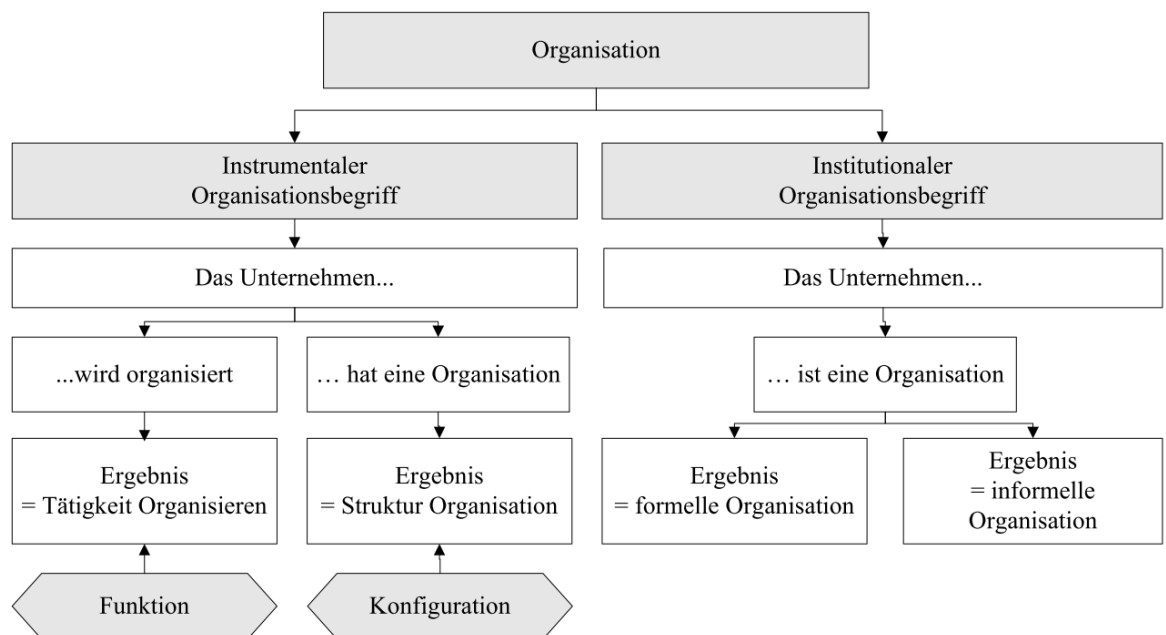 Organisation
Instrumentaler
Organisationsbegriff
Institutionaler
Organisationsbegriff
Das Unternehmen...
Das Unternehmen...
...wird organisiert
… hat eine Organisation
… ist eine Organisation
Ergebnis
= Tätigkeit Organisieren
Ergebnis
= Struktur Organisation
Ergebnis
= formelle Organisation
Ergebnis
= informelle
Organisation
Funktion
Konfiguration